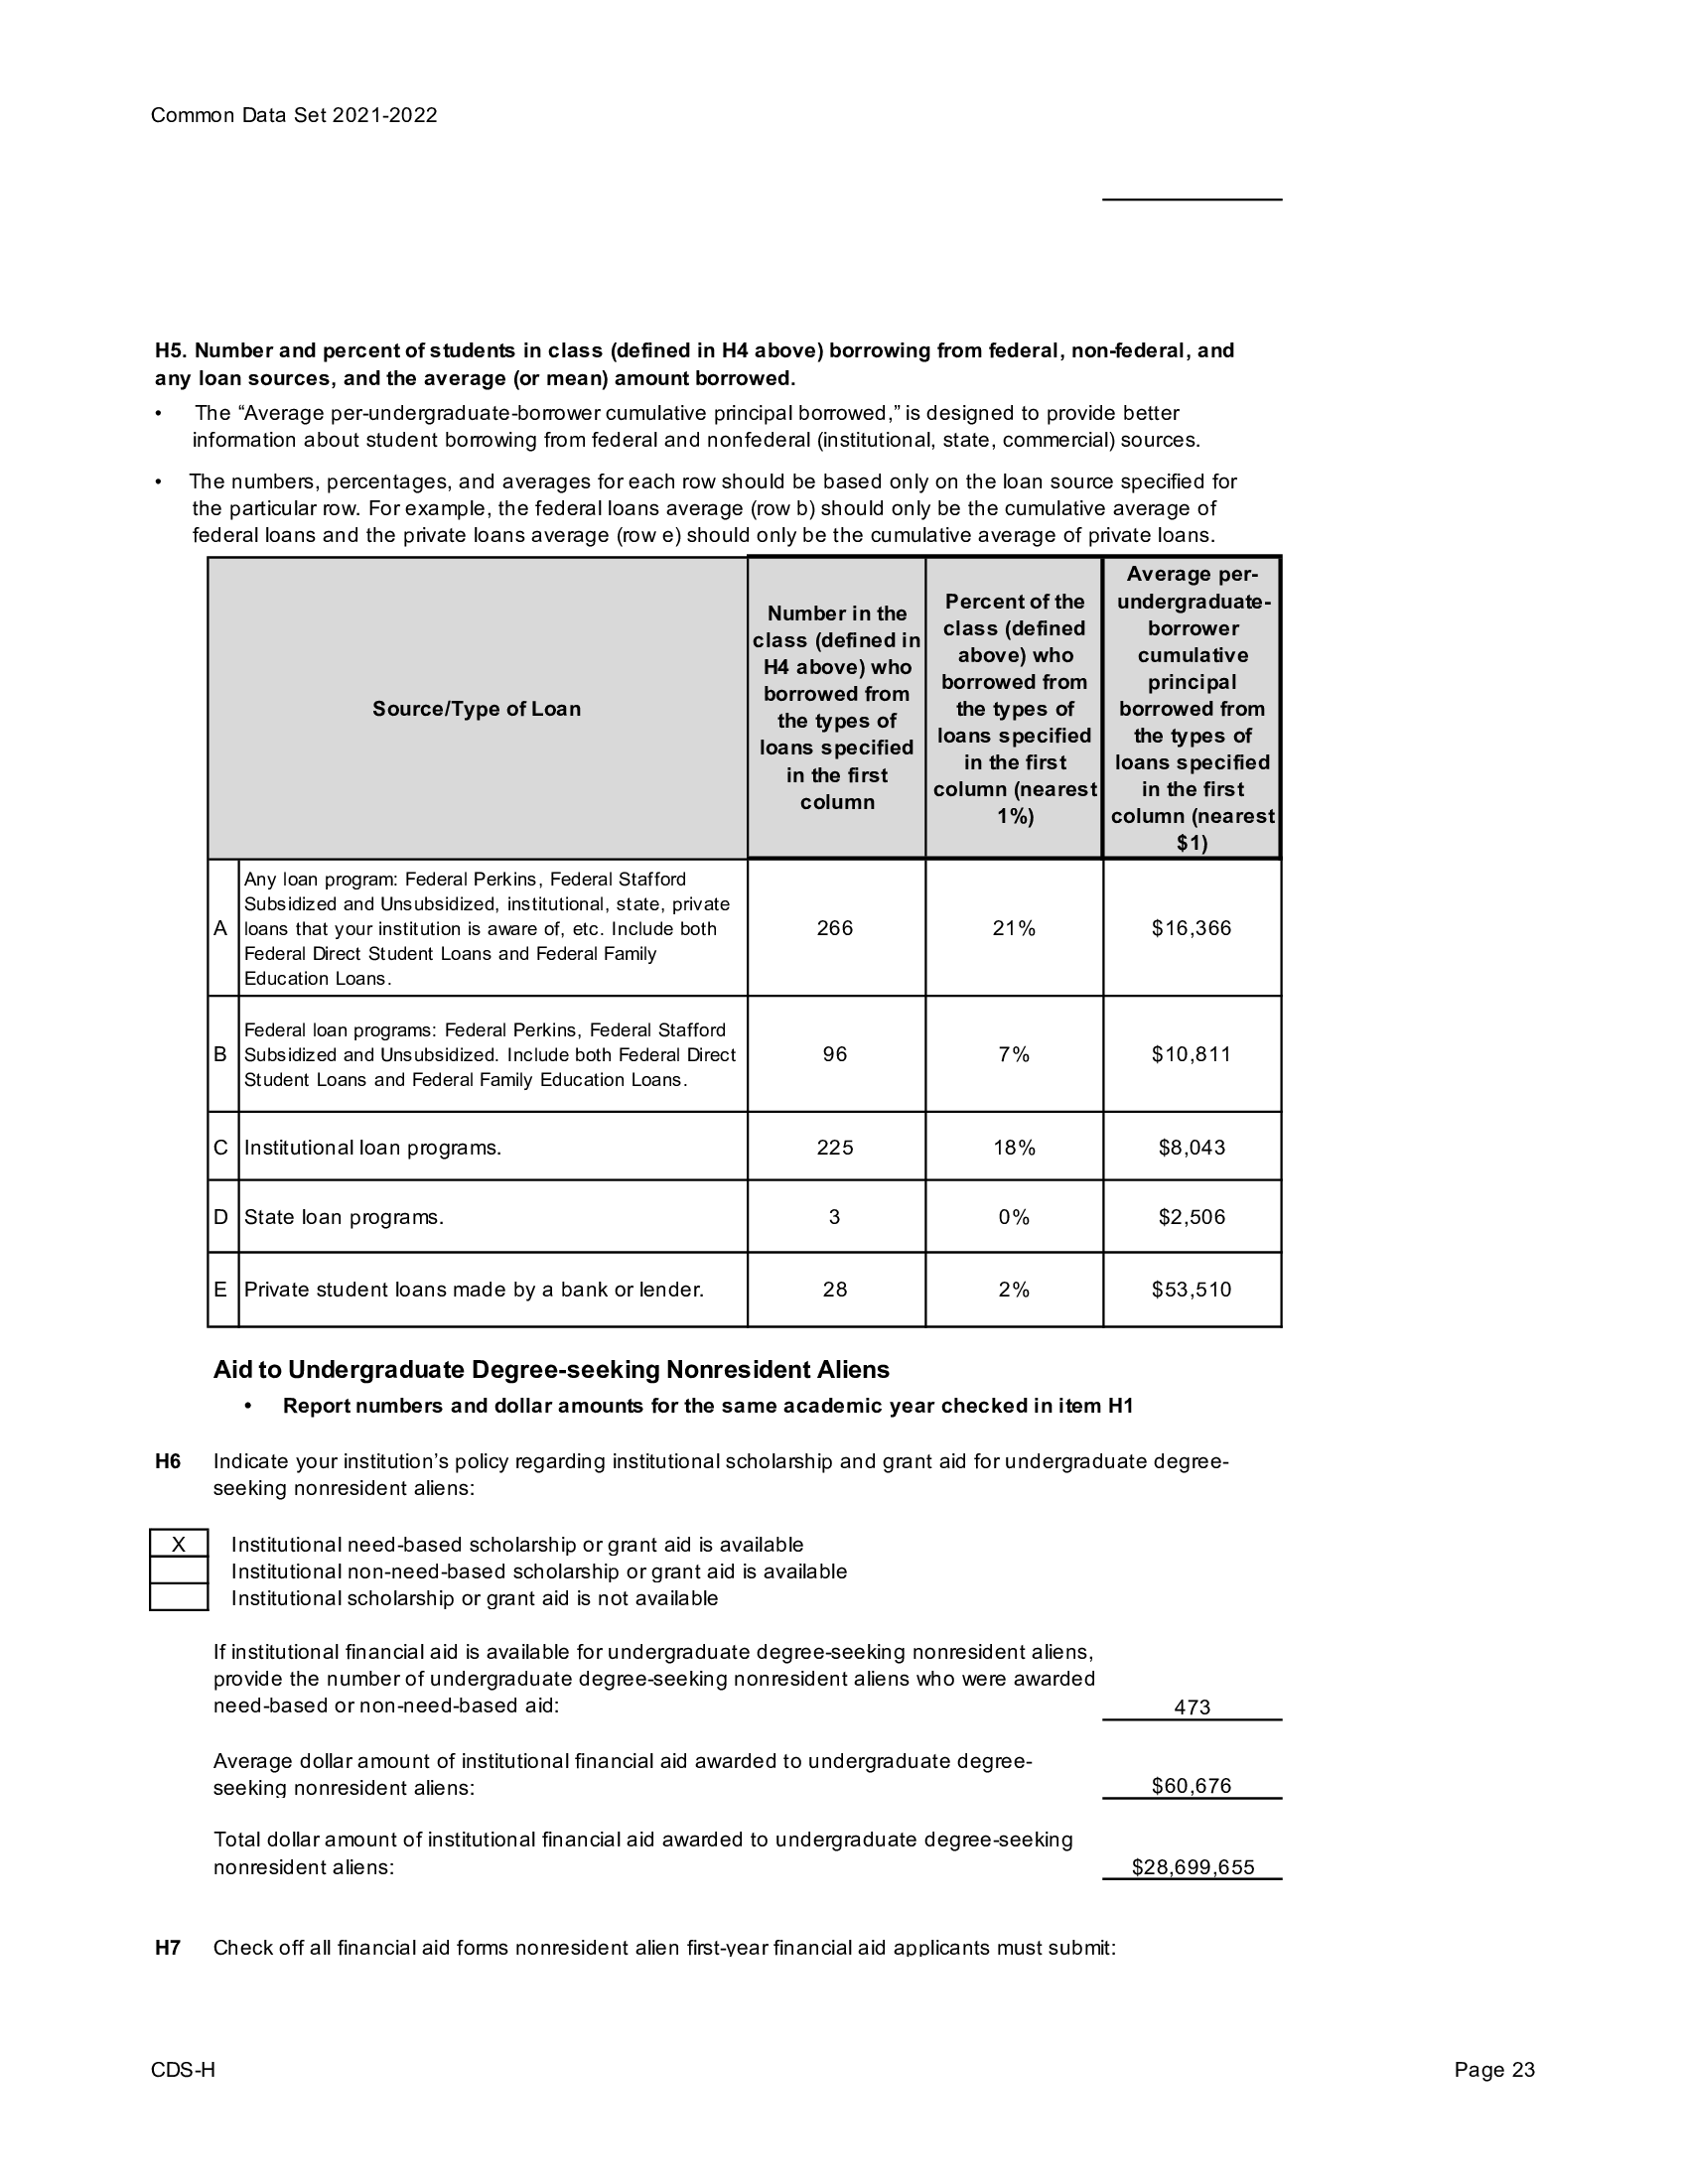 Common Data Set 2021-2022
H5. Number and percent of students in class (defined in H4 above) borrowing from federal, non-federal, and
any loan sources, and the average (or mean) amount borrowed.
• The “Average per-undergraduate-borrower cumulative principal borrowed,” is designed to provide better
information about student borrowing from federal and nonfederal (institutional, state, commercial) sources.
• The numbers, percentages, and averages for each row should be based only on the loan source specified for
the particular row. For example, the federal loans average (row b) should only be the cumulative average of
federal loans and the private loans average (row e) should only be the cumulative average of private loans.
Source/Type of Loan
Number in the
class (defined in
H4 above) who
borrowed from
the types of
loans specified
in the first
column
Percent of the
class (defined
above) who
borrowed from
the types of
loans specified
in the first
column (nearest
1%)
Average per-
undergraduate-
borrower
cumulative
principal
borrowed from
the types of
loans specified
in the first
column (nearest
$1)
A
Any loan program: Federal Perkins, Federal Stafford
Subsidized and Unsubsidized, institutional, state, private
loans that your institution is aware of, etc. Include both
Federal Direct Student Loans and Federal Family
Education Loans.
266
21%
$16,366
B
Federal loan programs: Federal Perkins, Federal Stafford
Subsidized and Unsubsidized. Include both Federal Direct
Student Loans and Federal Family Education Loans.
96
7%
$10,811
C
Institutional loan programs.
225
18%
$8,043
D
State loan programs.
3
0%
$2,506
E
Private student loans made by a bank or lender.
28
2%
$53,510
Aid to Undergraduate Degree-seeking Nonresident Aliens
• Report numbers and dollar amounts for the same academic year checked in item H1
H6 Indicate your institution’s policy regarding institutional scholarship and grant aid for undergraduate degree-
seeking nonresident aliens:
X Institutional need-based scholarship or grant aid is available
Institutional non-need-based scholarship or grant aid is available
Institutional scholarship or grant aid is not available
If institutional financial aid is available for undergraduate degree-seeking nonresident aliens,
provide the number of undergraduate degree-seeking nonresident aliens who were awarded
need-based or non-need-based aid: 473
Average dollar amount of institutional financial aid awarded to undergraduate degree-
seeking nonresident aliens: $60,676
Total dollar amount of institutional financial aid awarded to undergraduate degree-seeking
nonresident aliens: $28,699,655
H7 Check off all financial aid forms nonresident alien first-year financial aid applicants must submit:
CDS-H Page 23